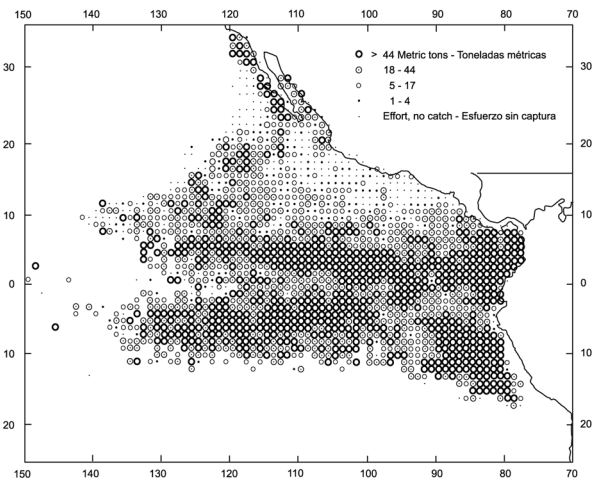 150 140 130 120 110 100 90 80 70
> 44 Metric tons - Toneladas métricas
18 - 44
5 - 17
1 - 4
Effort, no catch - Esfuerzo sin captura
30 30
20 20
10 10
0 0
10 10
20 20
150 140 130 120 110 100 90 80 70